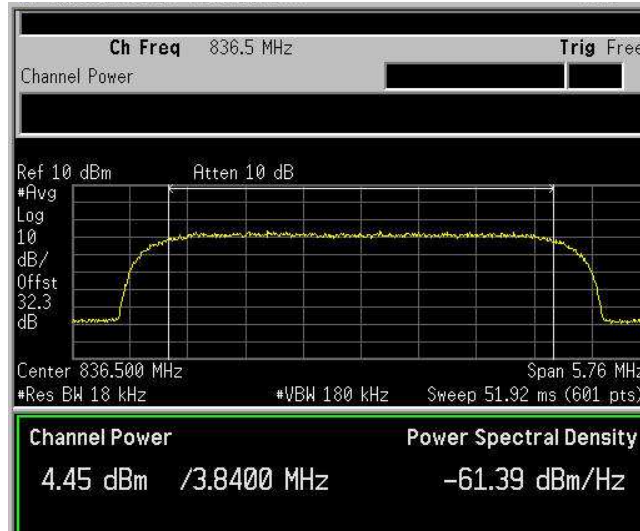 Ch Freq 836.5 MHz Trig Free
Channel Power
Ref 10 dBm Atten 10 dB
#Avg
Log
10
dB/
Offst
32.3
dB
Center 836.500 MHz Span 5.76 MHz
#Res BW 18 kHz #VBW 180 kHz Sweep 51.92 ms (601 pts)
Channel Power Power Spectral Density
4.45 dBm /3.8400 MHz -61.39 dBm/Hz